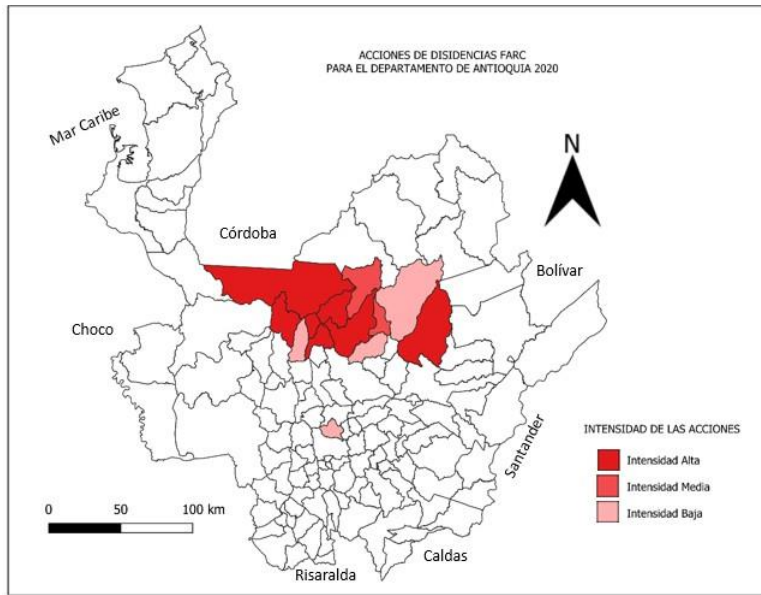 ACCIONES DE DISIDENCIAS FARC
PARA EL DEPARTAMENTO DE ANTIOQUIA 2020
Mar Caribe
N
Córdoba
Bolívar
Choco
INTENSIDAD DE LAS ACCIONES
Intensidad Alta
Intensidad Media
Intensidad Baja
Santander
0 50 100 km
Caldas
Risaralda